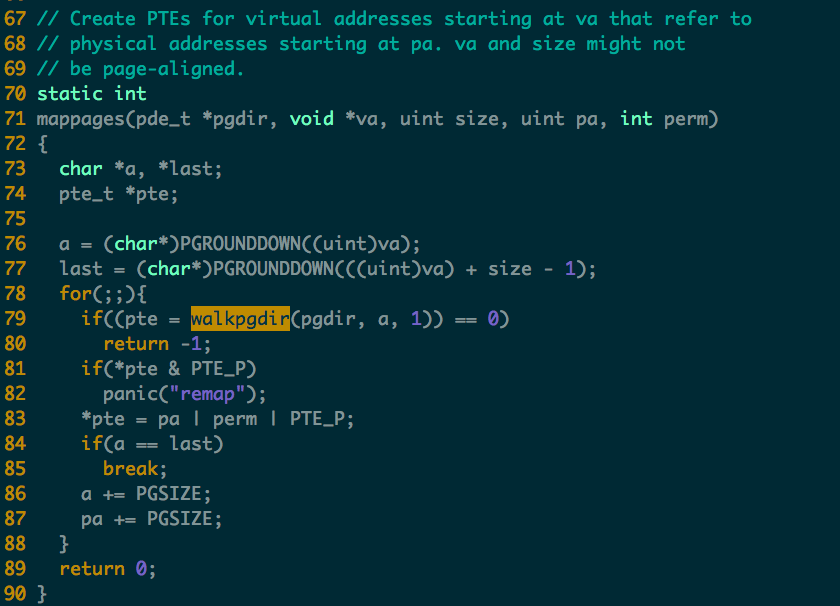 67 // Create PTEs for virtual addresses starting at va that refer to
68 // physical addresses starting at pa. va and size might not
69 // be page-aligned.
70 static int
71 mappages(pde_t *pgdir, void *va, uint size, uint pa, int perm)
72 {
73   char *a, *last;
74   pte_t *pte;
75
76   a = (char*)PGROUNDDOWN((uint)va);
77   last = (char*)PGROUNDDOWN(((uint)va) + size - 1);
78   for(;;){
79     if((pte = walkpgdir(pgdir, a, 1)) == 0)
80       return -1;
81     if(*pte & PTE_P)
82       panic("remap");
83     *pte = pa | perm | PTE_P;
84     if(a == last)
85       break;
86     a += PGSIZE;
87     pa += PGSIZE;
88   }
89   return 0;
90 }